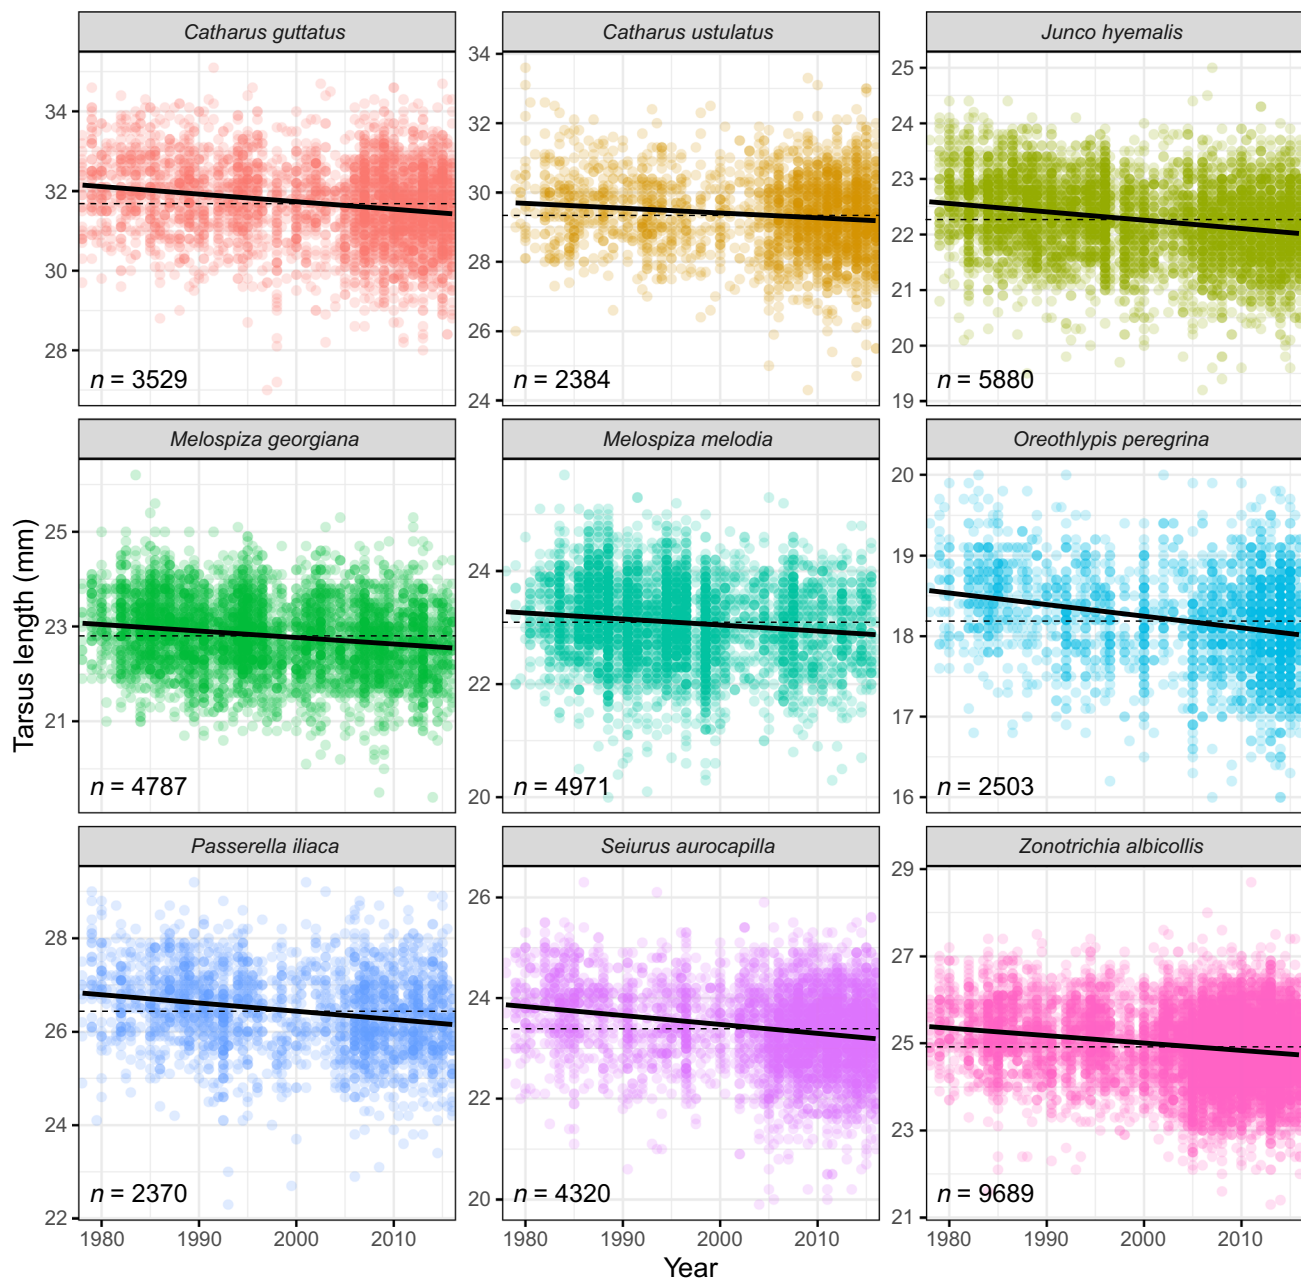 Catharus guttatus
Catharus ustulatus
Junco hyemalis
34
32
30
28
n = 3529
34
32
30
28
26
24
n = 2384
25
24
23
22
21
20
19
n = 5880
Melospiza georgiana
Melospiza melodia
Oreothlypis peregrina
Tarsus length (mm)
25
23
21
n = 4787
24
22
20
n = 4971
20
19
18
17
16
n = 2503
Passerella iliaca
Seiurus aurocapilla
Zonotrichia albicollis
28
26
24
22
n = 2370
26
24
22
20
n = 4320
29
27
25
23
21
n = 9689
1980 1990 2000 2010
1980 1990 2000 2010
1980 1990 2000 2010
Year